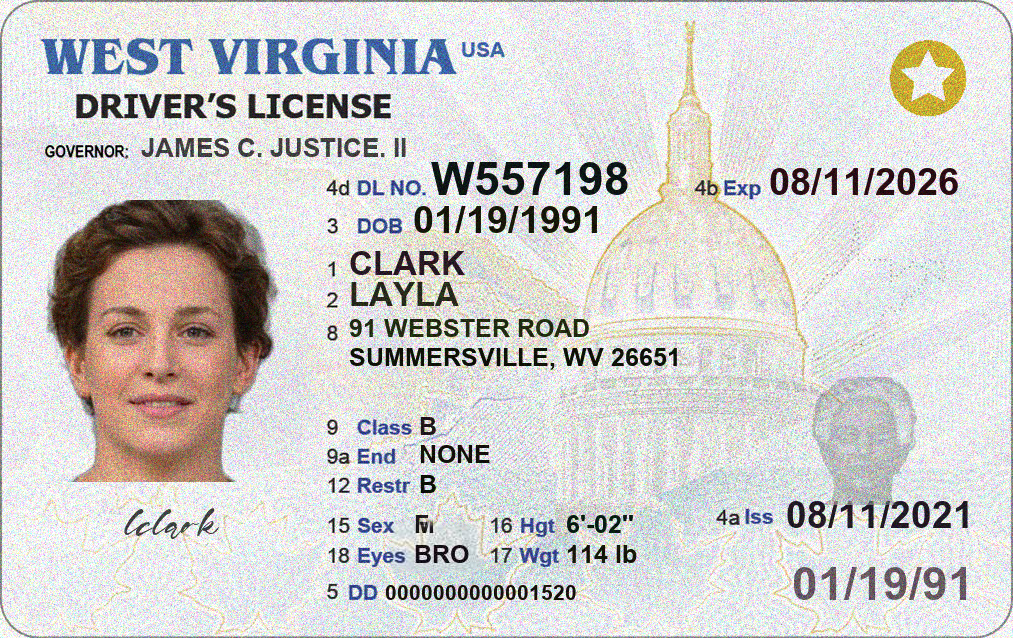 WEST VIRGINIA USA
DRIVER'S LICENSE
GOVERNOR: JAMES C. JUSTICE. II
4d DL NO. W557198 4b Exp 08/11/2026
3 DOB 01/19/1991
1 CLARK
2 LAYLA
8 91 WEBSTER ROAD
SUMMERSVILLE, WV 26651
9 Class B
9a End NONE
12 Restr B
lclark
15 Sex 16 Hgt 6'-02" 4a Iss 08/11/2021
18 Eyes BRO 17 Wgt 114 lb
5 DD 0000000000001520
01/19/91